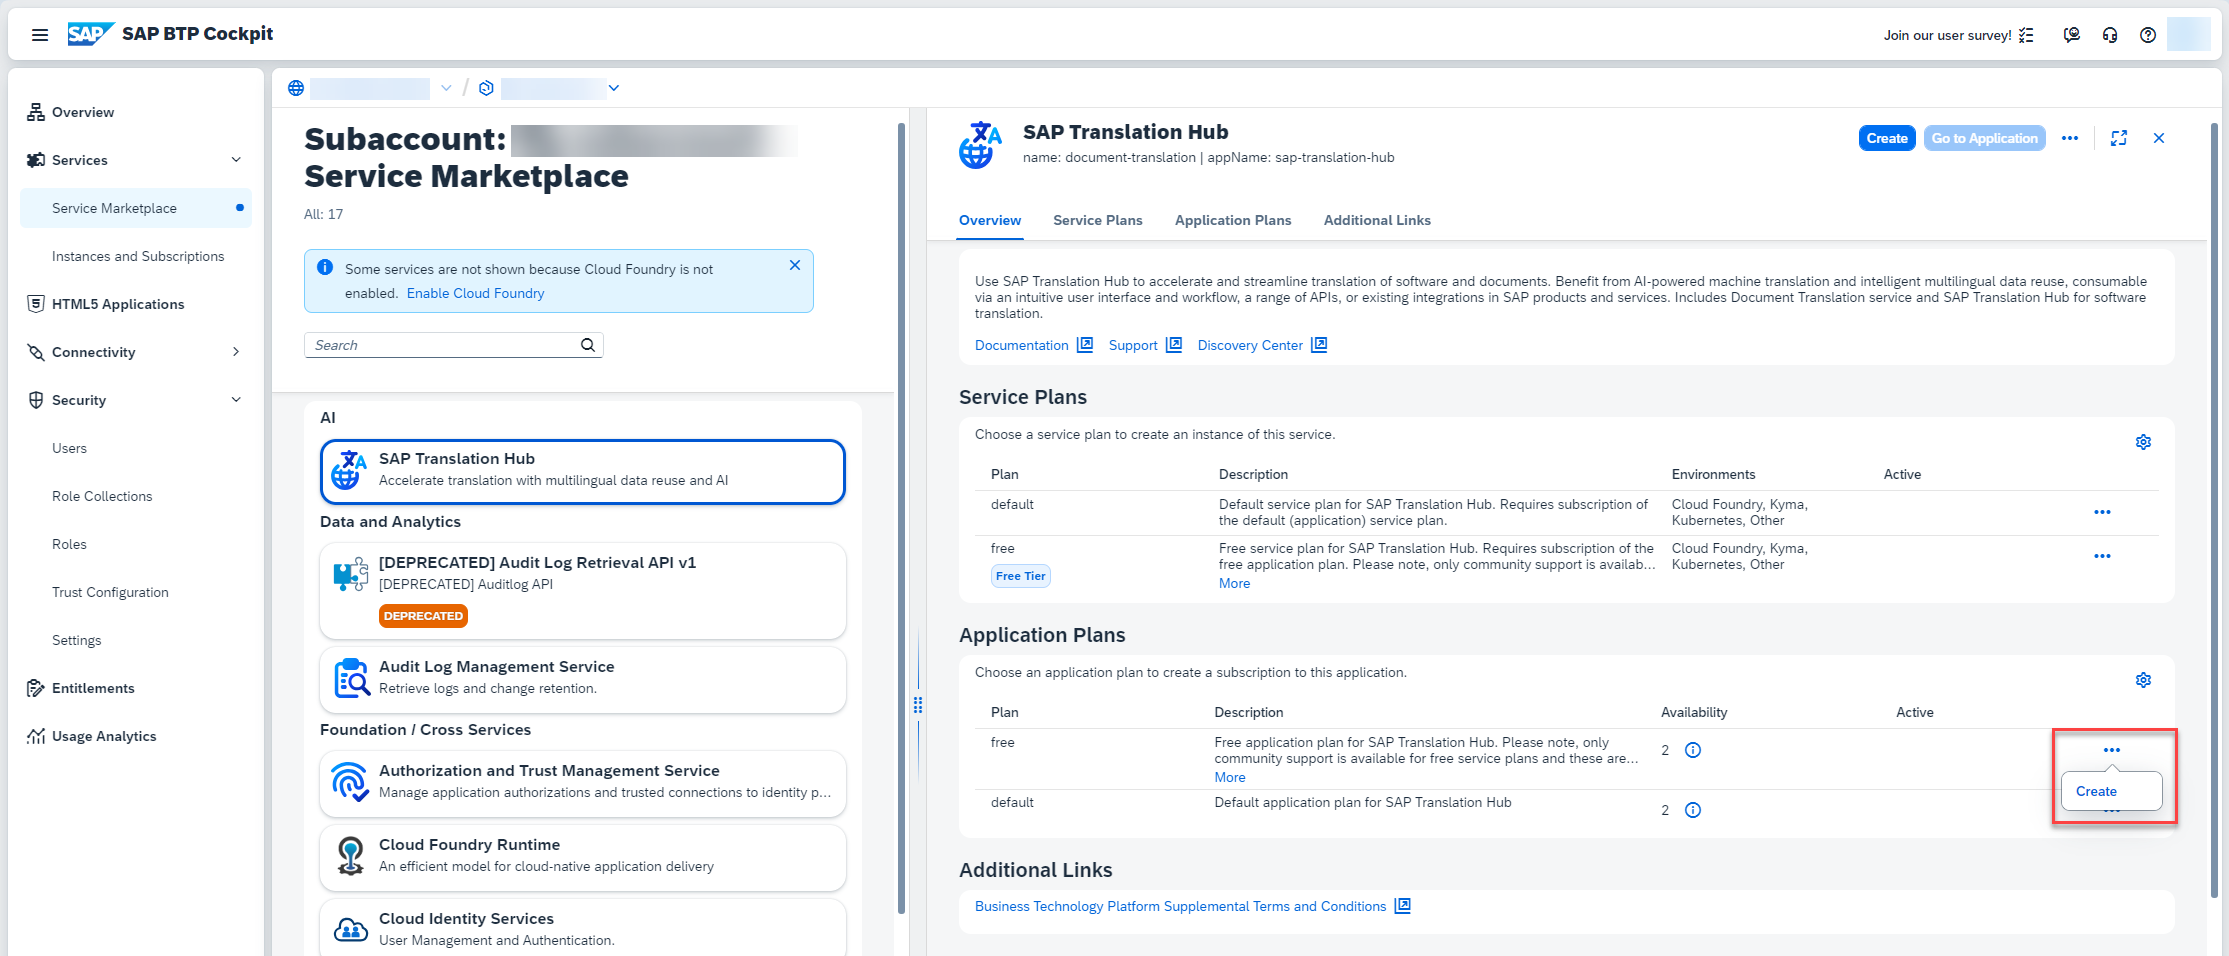 SAP SAP BTP Cockpit
Join our user survey!
Overview
Services
Service Marketplace
Instances and Subscriptions
HTML5 Applications
Connectivity
Security
Users
Role Collections
Roles
Trust Configuration
Settings
Entitlements
Usage Analytics
/
Subaccount:
Service Marketplace
All: 17
Some services are not shown because Cloud Foundry is not
enabled. Enable Cloud Foundry
Search
AI
SAP Translation Hub
Accelerate translation with multilingual data reuse and AI
Data and Analytics
[DEPRECATED] Audit Log Retrieval API v1
[DEPRECATED] Auditlog API
DEPRECATED
Audit Log Management Service
Retrieve logs and change retention.
Foundation / Cross Services
Authorization and Trust Management Service
Manage application authorizations and trusted connections to identity p...
Cloud Foundry Runtime
An efficient model for cloud-native application delivery
Cloud Identity Services
User Management and Authentication.
SAP Translation Hub
name: document-translation | appName: sap-translation-hub
Create Go to Application
Overview Service Plans Application Plans Additional Links
Use SAP Translation Hub to accelerate and streamline translation of software and documents. Benefit from AI-powered machine translation and intelligent multilingual data reuse, consumable
via an intuitive user interface and workflow, a range of APIs, or existing integrations in SAP products and services. Includes Document Translation service and SAP Translation Hub for software
translation.
Documentation Support Discovery Center
Service Plans
Choose a service plan to create an instance of this service.
Plan Description Environments Active
default Default service plan for SAP Translation Hub. Requires subscription of Cloud Foundry, Kyma,
the default (application) service plan. Kubernetes, Other
free Free service plan for SAP Translation Hub. Requires subscription of the Cloud Foundry, Kyma,
free application plan. Please note, only community support is availab... Kubernetes, Other
Free Tier More
Application Plans
Choose an application plan to create a subscription to this application.
Plan Description Availability Active
free Free application plan for SAP Translation Hub. Please note, only 2
community support is available for free service plans and these are...
More
Create
default Default application plan for SAP Translation Hub 2
Additional Links
Business Technology Platform Supplemental Terms and Conditions